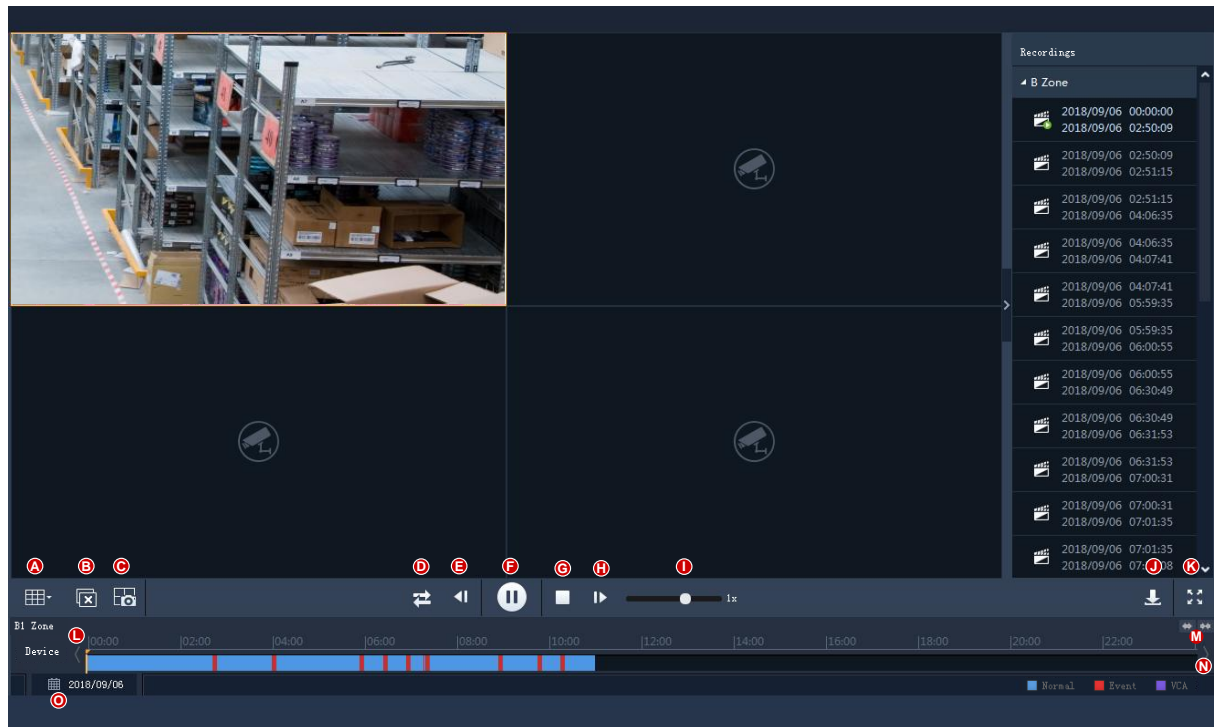 Recordings
B Zone
2018/09/06 00:00:00
2018/09/06 02:50:09
2018/09/06 02:50:09
2018/09/06 02:51:15
2018/09/06 02:51:15
2018/09/06 04:06:35
2018/09/06 04:06:35
2018/09/06 04:07:41
2018/09/06 04:07:41
2018/09/06 05:59:35
2018/09/06 05:59:35
2018/09/06 06:00:55
2018/09/06 06:00:55
2018/09/06 06:30:49
2018/09/06 06:30:49
2018/09/06 06:31:53
2018/09/06 06:31:53
2018/09/06 07:00:31
2018/09/06 07:00:31
2018/09/06 07:01:35
2018/09/06 07:01:35
2018/09/06
A B C D E F G H I J K
1x
B1 Zone
L M
00:00 02:00 04:00 06:00 08:00 10:00 12:00 14:00 16:00 18:00 20:00 22:00
Device
N
2018/09/06
Normal Event VCA
O